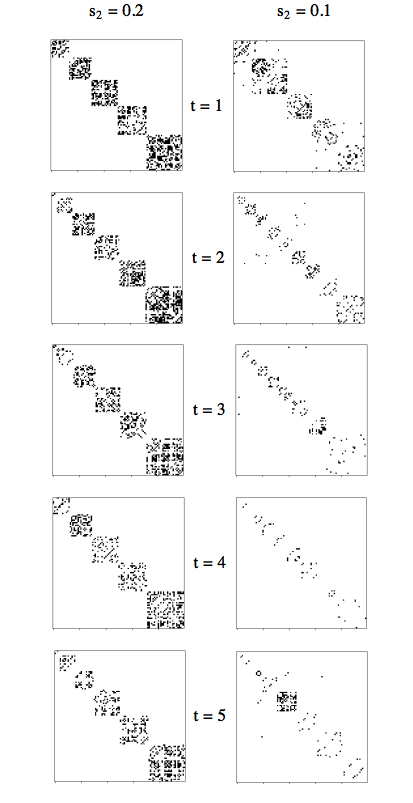 s₂ = 0.2 s₂ = 0.1
t = 1
t = 2
t = 3
t = 4
t = 5